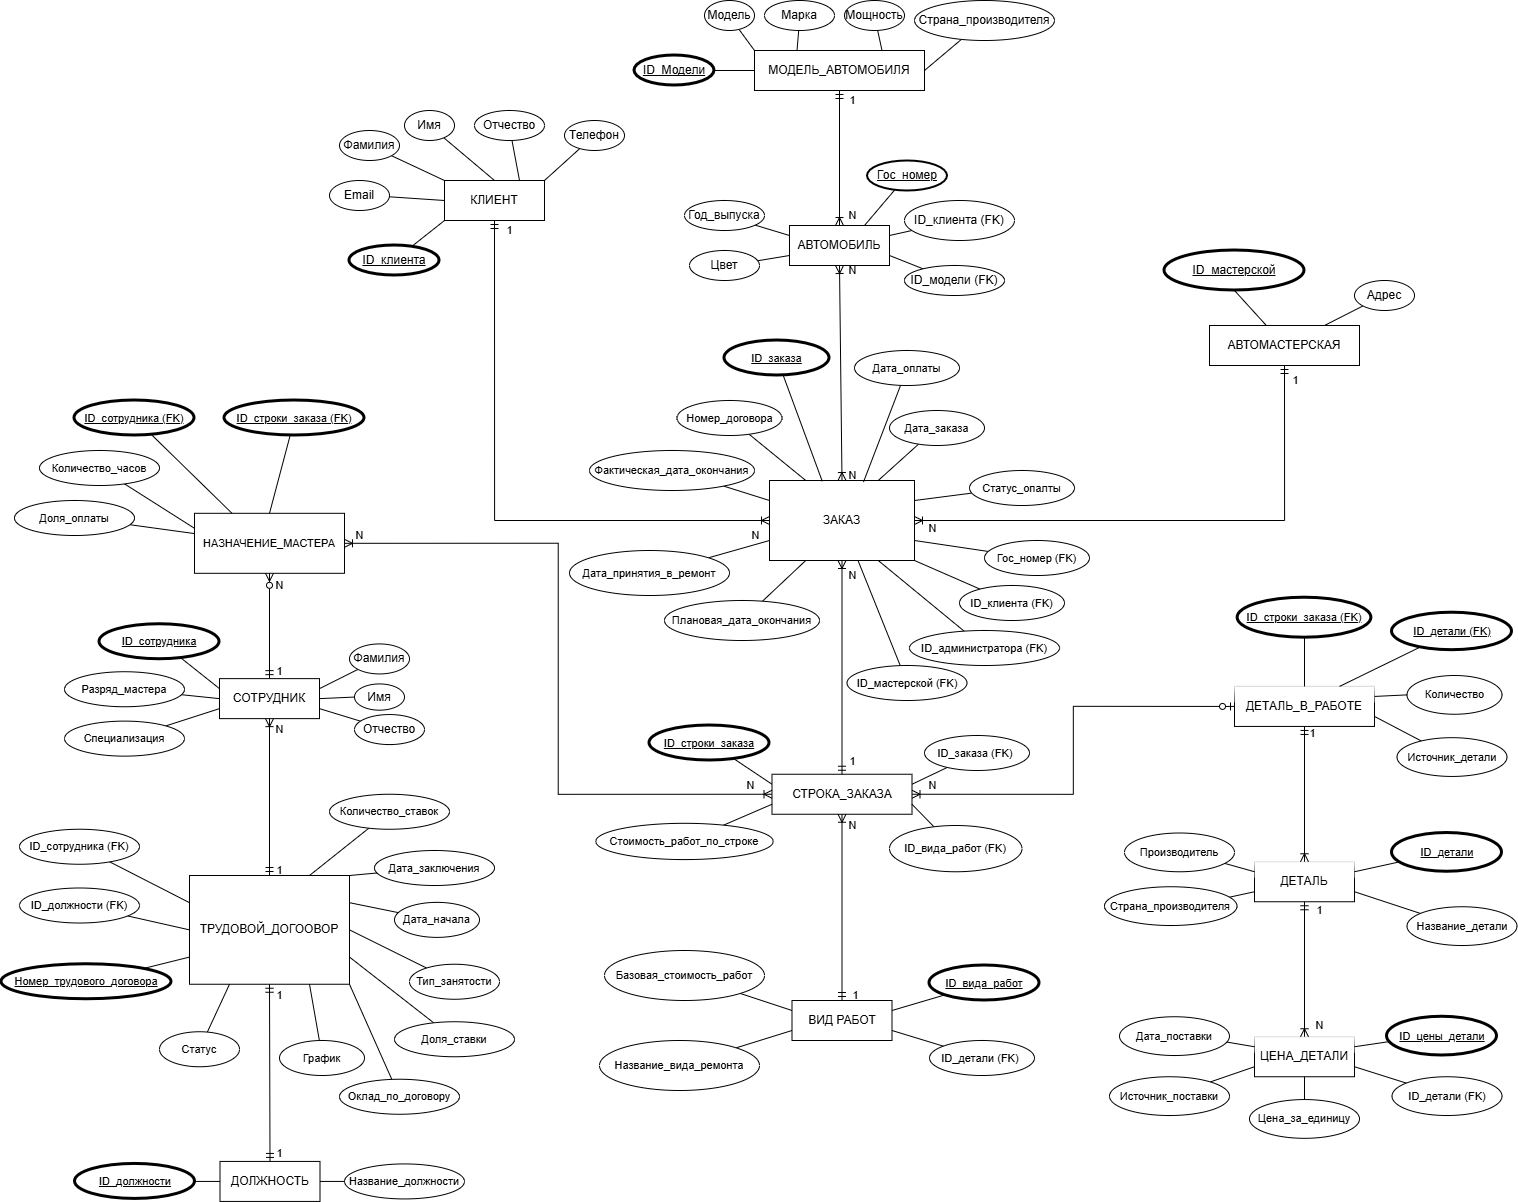 Модель
Марка
Мощность
Страна_производителя
ID_Модели
МОДЕЛЬ_АВТОМОБИЛЯ
1
Фамилия
Имя
Отчество
Телефон
Email
КЛИЕНТ
ID_клиента
1
Гос_номер
Год_выпуска
N
ID_клиента (FK)
АВТОМОБИЛЬ
Цвет
N
ID_модели (FK)
ID_мастерской
Адрес
АВТОМАСТЕРСКАЯ
1
ID_заказа
Дата_оплаты
Номер_договора
Дата_заказа
Фактическая_дата_окончания
N
Статус_опалты
ЗАКАЗ
N
N
Дата_принятия_в_ремонт
N
Гос_номер (FK)
Плановая_дата_окончания
ID_клиента (FK)
ID_администратора (FK)
ID_мастерской (FK)
ID_сотрудника (FK)
ID_строки_заказа (FK)
Количество_часов
Доля_оплаты
НАЗНАЧЕНИЕ_МАСТЕРА
N
N
ID_сотрудника
1
Фамилия
Разряд_мастера
СОТРУДНИК
Имя
Специализация
N
Отчество
ID_строки_заказа
1
ID_заказа (FK)
N
СТРОКА_ЗАКАЗА
N
Стоимость_работ_по_строке
N
ID_вида_работ (FK)
ID_строки_заказа (FK)
ID_детали (FK)
ДЕТАЛЬ_В_РАБОТЕ
Количество
1
Источник_детали
Количество_ставок
ID_сотрудника (FK)
1
Дата_заключения
ID_должности (FK)
Дата_начала
ТРУДОВОЙ_ДОГООВОР
Номер_трудового_договора
Тип_занятости
1
Статус
График
Доля_ставки
Оклад_по_договору
1
ID_должности
ДОЛЖНОСТЬ
Название_должности
Базовая_стоимость_работ
ID_вида_работ
1
ВИД РАБОТ
Название_вида_ремонта
ID_детали (FK)
Производитель
ID_детали
ДЕТАЛЬ
Страна_производителя
1
Название_детали
Дата_поставки
N
ID_цены_детали
ЦЕНА_ДЕТАЛИ
Источник_поставки
Цена_за_единицу
ID_детали (FK)